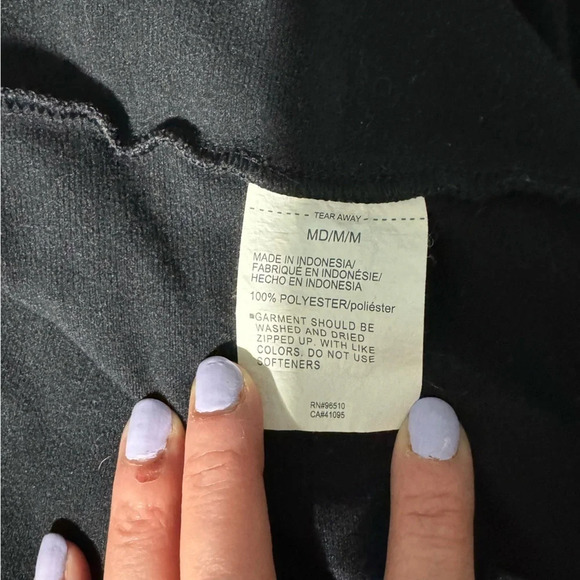 TEAR AWAY
MD/M/M
MADE IN INDONESIA/
FABRIQUÉ EN INDONÉSIE/
HECHO EN INDONESIA
100% POLYESTER/poliéster
▪GARMENT SHOULD BE
WASHED AND DRIED
ZIPPED UP. WITH LIKE
COLORS. DO NOT USE
SOFTENERS
RN#96510
CA#41095